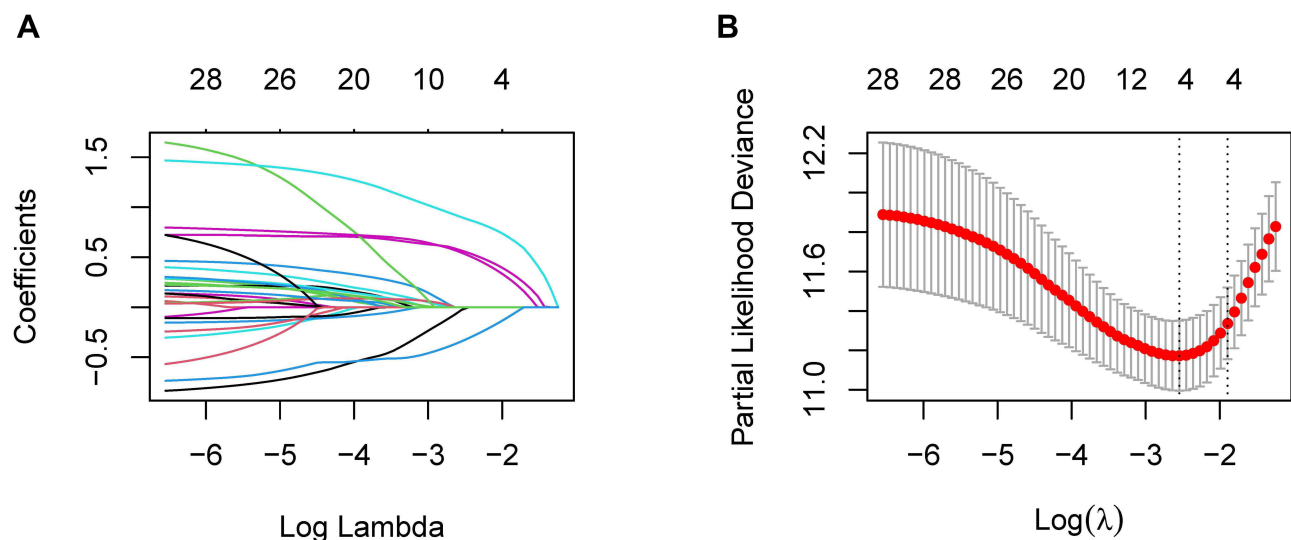 A
28 26 20 10 4
Coefficients
1.5
0.5
−0.5
−6 −5 −4 −3 −2
Log Lambda
B
28 28 26 20 12 4 4
Partial Likelihood Deviance
12.2
11.6
11.0
−6 −5 −4 −3 −2
Log(λ)